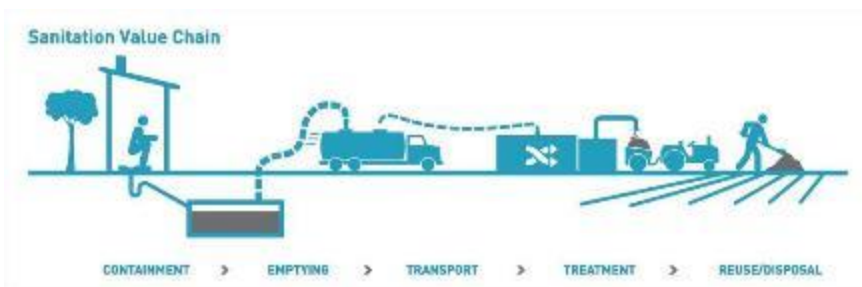 Sanitation Value Chain
CONTAINMENT > EMPTYING > TRANSPORT > TREATMENT > REUSE/DISPOSAL